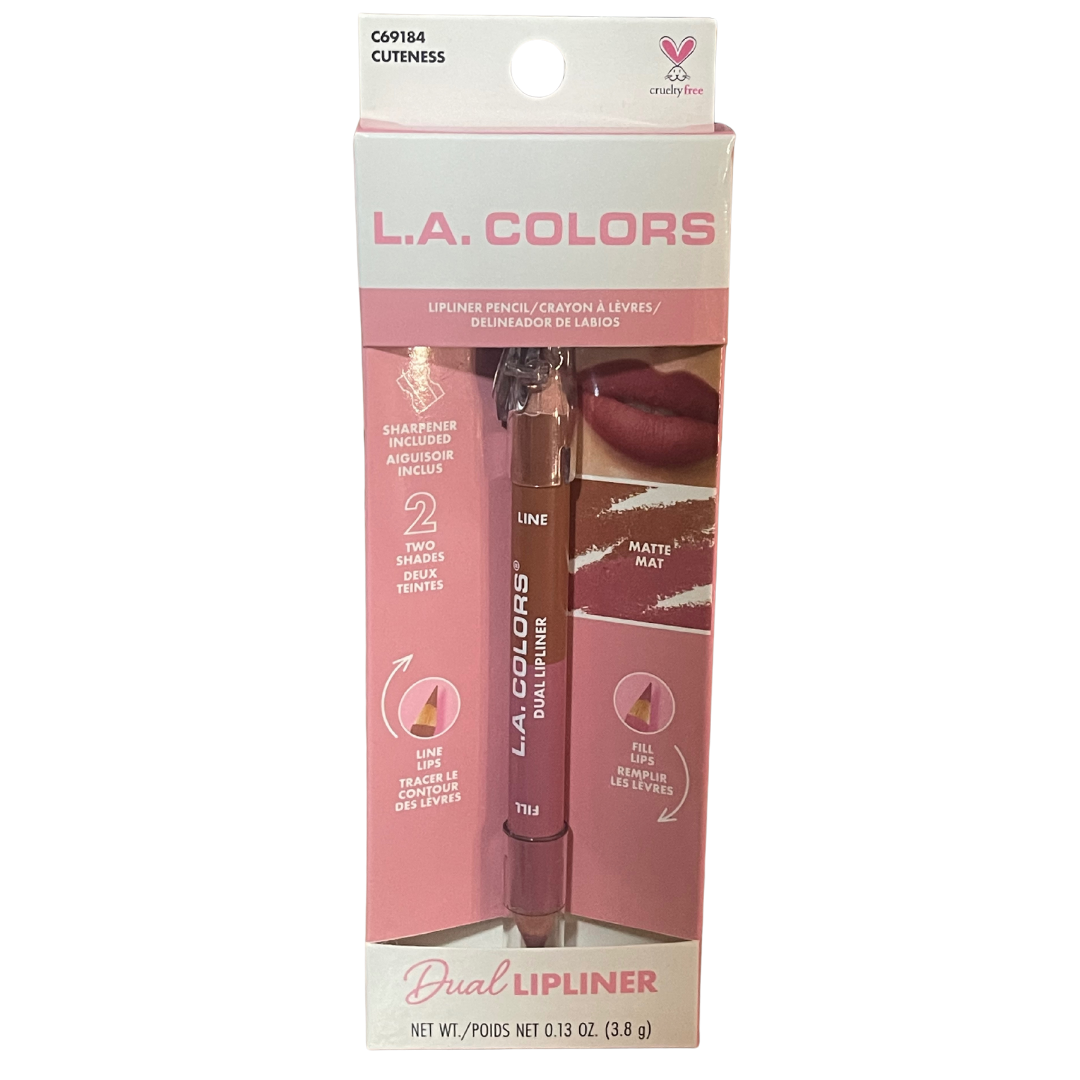 C69184
CUTENESS
cruelty free
L.A. COLORS
LIPLINER PENCIL/CRAYON À LÈVRES/
DELINEADOR DE LABIOS
SHARPENER
INCLUDED
AIGUISOIR
INCLUS
2
TWO
SHADES
DEUX
TEINTES
LINE
LIPS
TRACER LE
CONTOUR
DES LÈVRES
LINE
L.A. COLORS®
DUAL LIPLINER
FILL
MATTE
MAT
FILL
LIPS
REMPLIR
LES LÈVRES
Dual LIPLINER
NET WT./POIDS NET 0.13 OZ. (3.8 g)